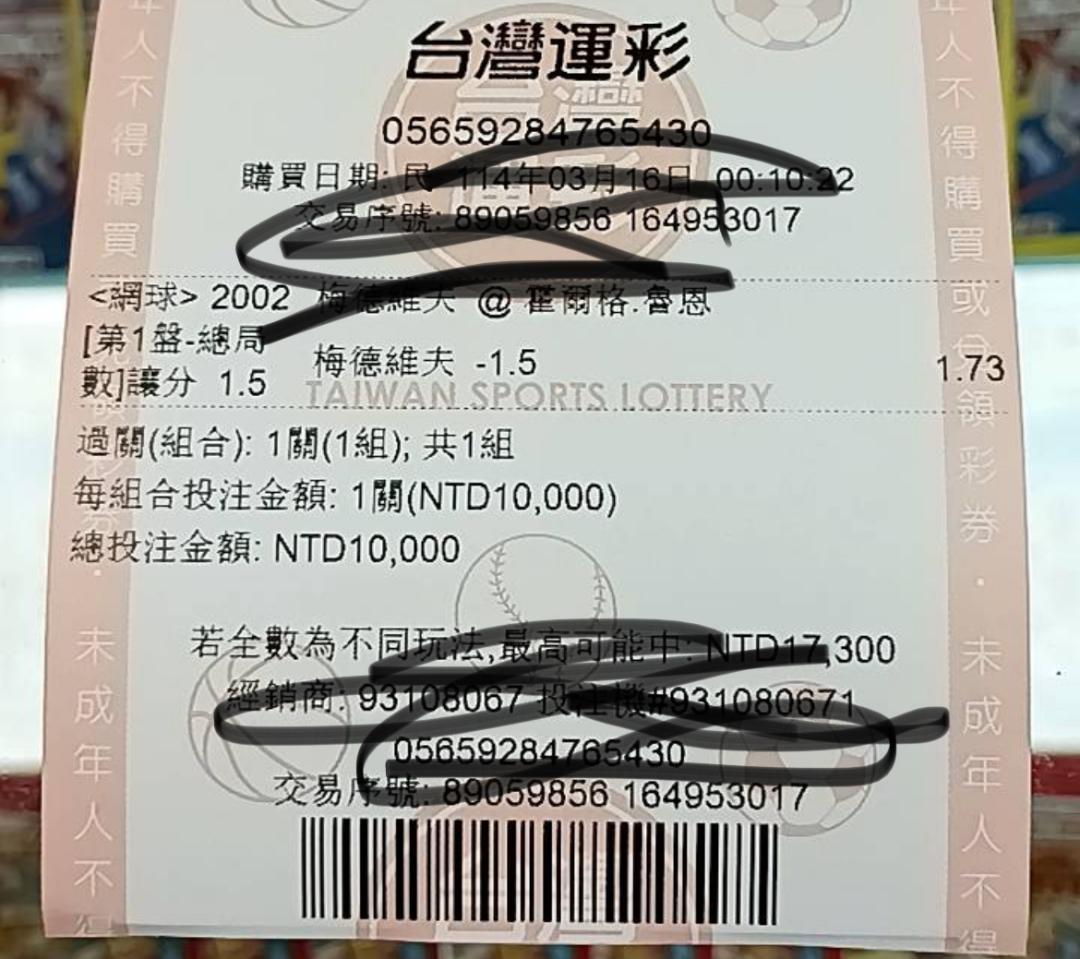 台灣運彩
05659284765430
購買日期: 民 114年03月16日 00:10:22
交易序號: 89059856 164953017
<網球> 2002 梅德維夫 @ 霍爾格.魯恩
[第1盤-總局數]讓分 1.5 梅德維夫 -1.5 1.73
TAIWAN SPORTS LOTTERY
過關(組合): 1關(1組); 共1組
每組合投注金額: 1關(NTD10,000)
總投注金額: NTD10,000
若全數為不同玩法,最高可能中: NTD17,300
經銷商: 93108067 投注機#931080671
05659284765430
交易序號: 89059856 164953017
年人不得購買
未成年人不得
年人不得購買或兌領彩券.未成年人不得